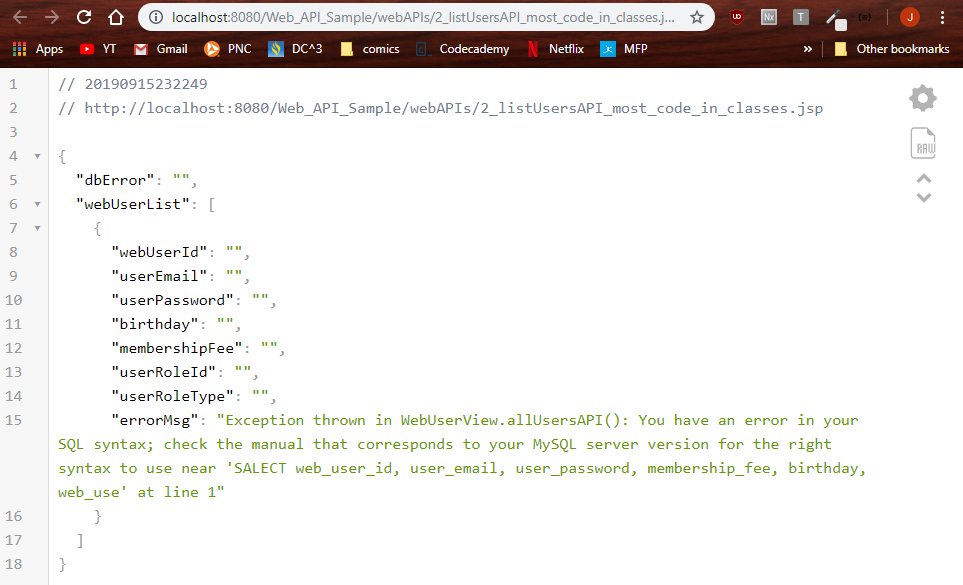 localhost:8080/Web_API_Sample/webAPIs/2_listUsersAPI_most_code_in_classes.j...
UD
Nx
T
J
Apps YT Gmail PNC DC^3 comics Codecademy Netflix MFP » Other bookmarks
1 // 20190915232249
2 // http://localhost:8080/Web_API_Sample/webAPIs/2_listUsersAPI_most_code_in_classes.jsp
3
4 {
5 "dbError": "",
6 "webUserList": [
7 {
8 "webUserId": "",
9 "userEmail": "",
10 "userPassword": "",
11 "birthday": "",
12 "membershipFee": "",
13 "userRoleId": "",
14 "userRoleType": "",
15 "errorMsg": "Exception thrown in WebUserView.allUsersAPI(): You have an error in your
SQL syntax; check the manual that corresponds to your MySQL server version for the right
syntax to use near 'SALECT web_user_id, user_email, user_password, membership_fee, birthday,
web_use' at line 1"
16 }
17 ]
18 }
RAW